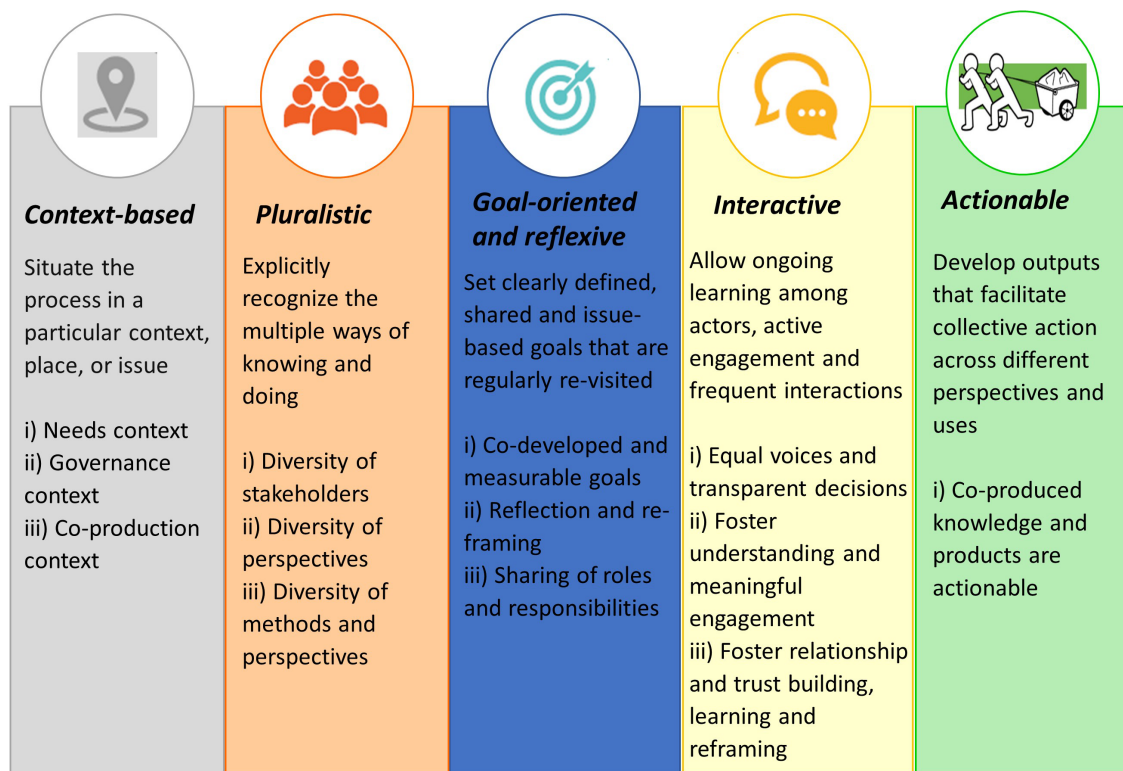 Context-based
Situate the
process in a
particular context,
place, or issue
i) Needs context
ii) Governance
context
iii) Co-production
context
Pluralistic
Explicitly
recognize the
multiple ways of
knowing and
doing
i) Diversity of
stakeholders
ii) Diversity of
perspectives
iii) Diversity of
methods and
perspectives
Goal-oriented
and reflexive
Set clearly defined,
shared and issue-
based goals that are
regularly re-visited
i) Co-developed and
measurable goals
ii) Reflection and re-
framing
iii) Sharing of roles
and responsibilities
Interactive
Allow ongoing
learning among
actors, active
engagement and
frequent interactions
i) Equal voices and
transparent decisions
ii) Foster
understanding and
meaningful
engagement
iii) Foster relationship
and trust building,
learning and
reframing
Actionable
Develop outputs
that facilitate
collective action
across different
perspectives and
uses
i) Co-produced
knowledge and
products are
actionable